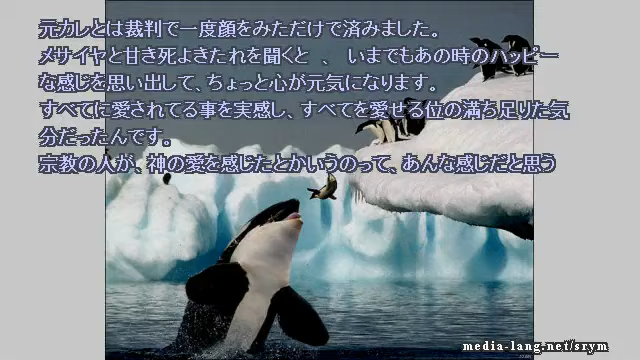 元カレとは裁判で一度顔をみただけで済みました。
メサイヤと甘き死よきたれを聞くと 、 いまでもあの時のハッピー
な感じを思い出して、ちょっと心が元気になります。
すべてに愛されてる事を実感し、すべてを愛せる位の満ち足りた気
分だったんです。
宗教の人が、神の愛を感じたとかいうのって、あんな感じだと思う
media-lang.net/srym